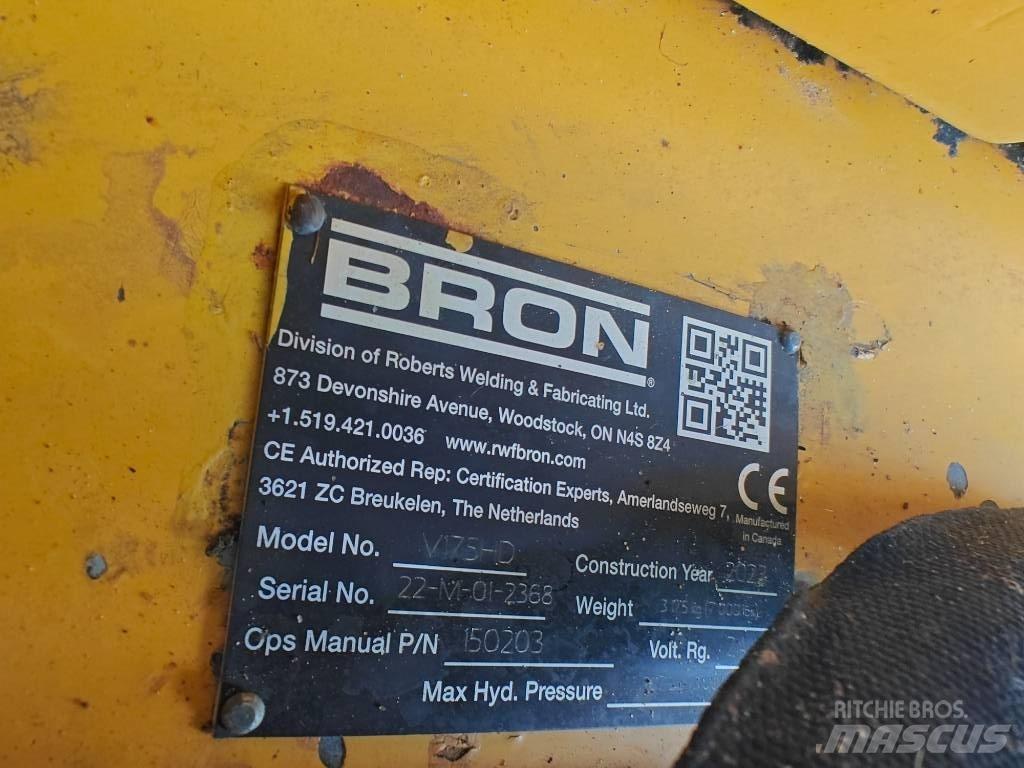 BRON®
Division of Roberts Welding & Fabricating Ltd.
873 Devonshire Avenue, Woodstock, ON N4S 8Z4
+1.519.421.0036 www.rwfbron.com
CE Authorized Rep: Certification Experts, Amerlandseweg 7,
3621 ZC Breukelen, The Netherlands
CE
Manufactured
in Canada
Model No. V175HD
Serial No. 22-M-01-2368
Ops Manual P/N 150203
Construction Year
Weight 3175 kg
Volt. Rg.
Max Hyd. Pressure
RITCHIE BROS.
MASCUS